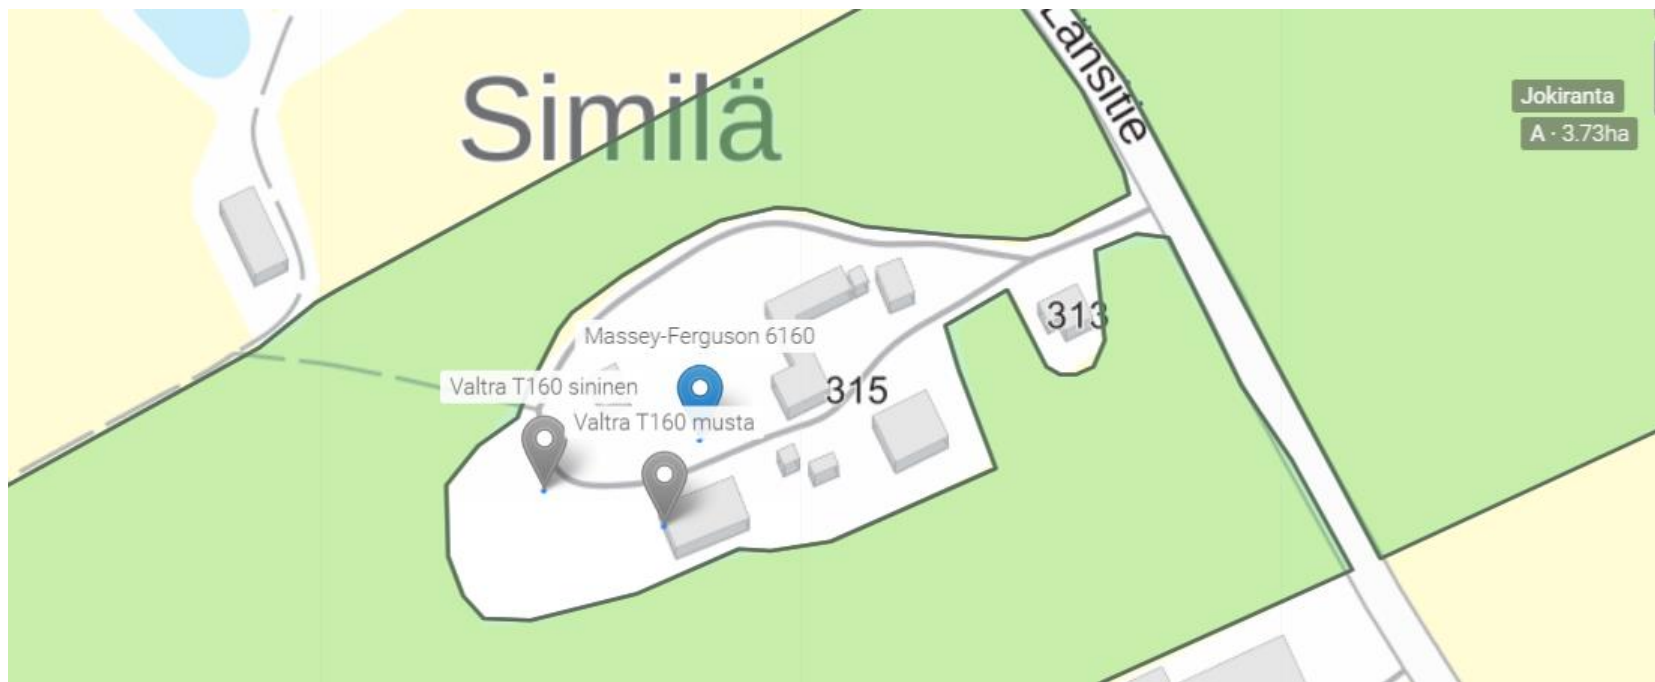 Länsitie
Similä
Jokiranta
A · 3.73ha
313
Massey-Ferguson 6160
Valtra T160 sininen
315
Valtra T160 musta